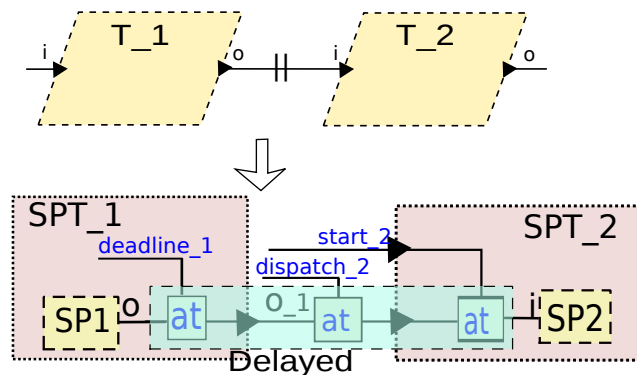 T_1
T_2
i
o
i
o
SPT_1
SPT_2
deadline_1
start_2
dispatch_2
SP1
o
at
o_1
at
at
i
SP2
Delayed